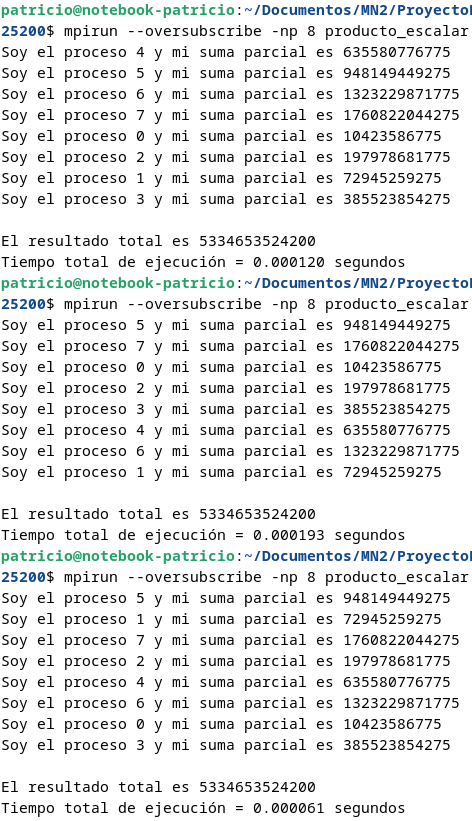 patricio@notebook-patricio:~/Documentos/MN2/Proyecto
25200$ mpirun --oversubscribe -np 8 producto_escalar
Soy el proceso 4 y mi suma parcial es 635580776775
Soy el proceso 5 y mi suma parcial es 948149449275
Soy el proceso 6 y mi suma parcial es 1323229871775
Soy el proceso 7 y mi suma parcial es 1760822044275
Soy el proceso 0 y mi suma parcial es 10423586775
Soy el proceso 2 y mi suma parcial es 197978681775
Soy el proceso 1 y mi suma parcial es 72945259275
Soy el proceso 3 y mi suma parcial es 385523854275
El resultado total es 5334653524200
Tiempo total de ejecución = 0.000120 segundos
patricio@notebook-patricio:~/Documentos/MN2/Proyecto
25200$ mpirun --oversubscribe -np 8 producto_escalar
Soy el proceso 5 y mi suma parcial es 948149449275
Soy el proceso 7 y mi suma parcial es 1760822044275
Soy el proceso 0 y mi suma parcial es 10423586775
Soy el proceso 2 y mi suma parcial es 197978681775
Soy el proceso 3 y mi suma parcial es 385523854275
Soy el proceso 4 y mi suma parcial es 635580776775
Soy el proceso 6 y mi suma parcial es 1323229871775
Soy el proceso 1 y mi suma parcial es 72945259275
El resultado total es 5334653524200
Tiempo total de ejecución = 0.000193 segundos
patricio@notebook-patricio:~/Documentos/MN2/Proyecto
25200$ mpirun --oversubscribe -np 8 producto_escalar
Soy el proceso 5 y mi suma parcial es 948149449275
Soy el proceso 1 y mi suma parcial es 72945259275
Soy el proceso 7 y mi suma parcial es 1760822044275
Soy el proceso 2 y mi suma parcial es 197978681775
Soy el proceso 4 y mi suma parcial es 635580776775
Soy el proceso 6 y mi suma parcial es 1323229871775
Soy el proceso 0 y mi suma parcial es 10423586775
Soy el proceso 3 y mi suma parcial es 385523854275
El resultado total es 5334653524200
Tiempo total de ejecución = 0.000061 segundos